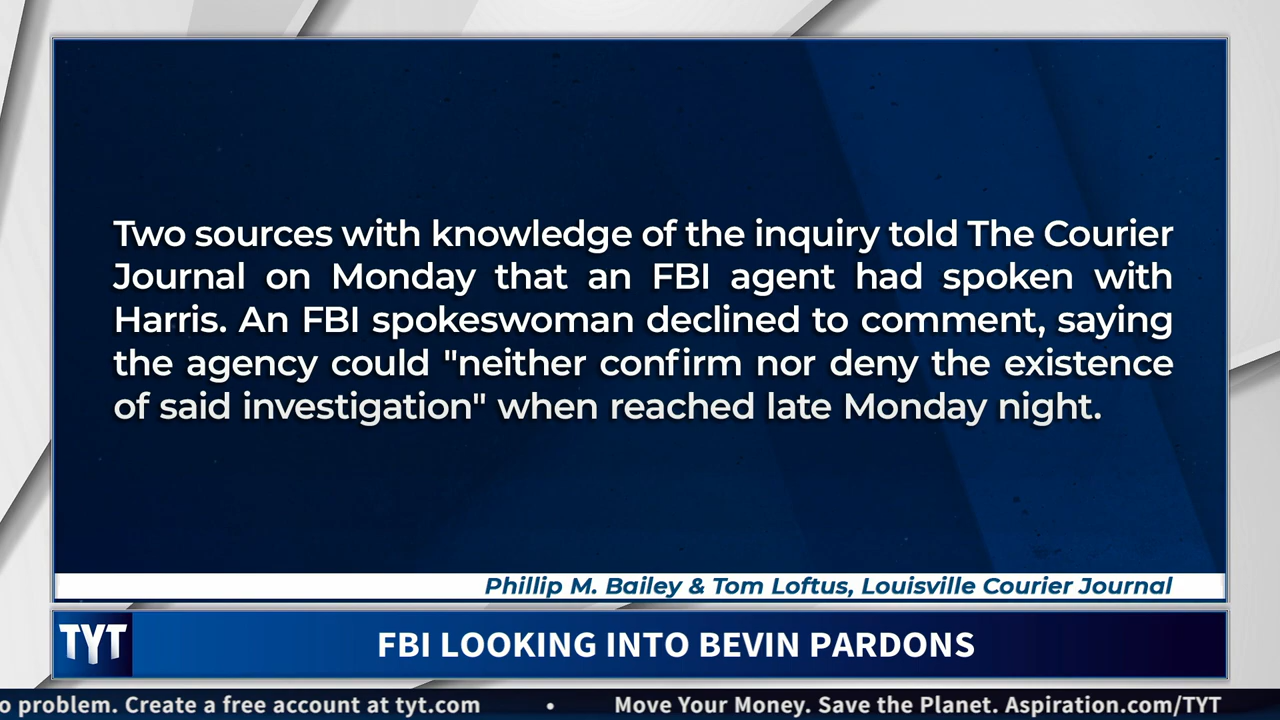 Two sources with knowledge of the inquiry told The Courier
Journal on Monday that an FBI agent had spoken with
Harris. An FBI spokeswoman declined to comment, saying
the agency could "neither confirm nor deny the existence
of said investigation" when reached late Monday night.
Phillip M. Bailey & Tom Loftus, Louisville Courier Journal
TYT
FBI LOOKING INTO BEVIN PARDONS
o problem. Create a free account at tyt.com • Move Your Money. Save the Planet. Aspiration.com/TYT